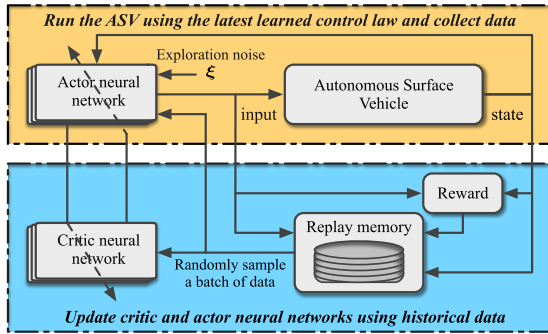 Run the ASV using the latest learned control law and collect data
Exploration noise
ξ
Actor neural
network
Autonomous Surface
Vehicle
input
state
Reward
Replay memory
Critic neural
network
Randomly sample
a batch of data
Update critic and actor neural networks using historical data